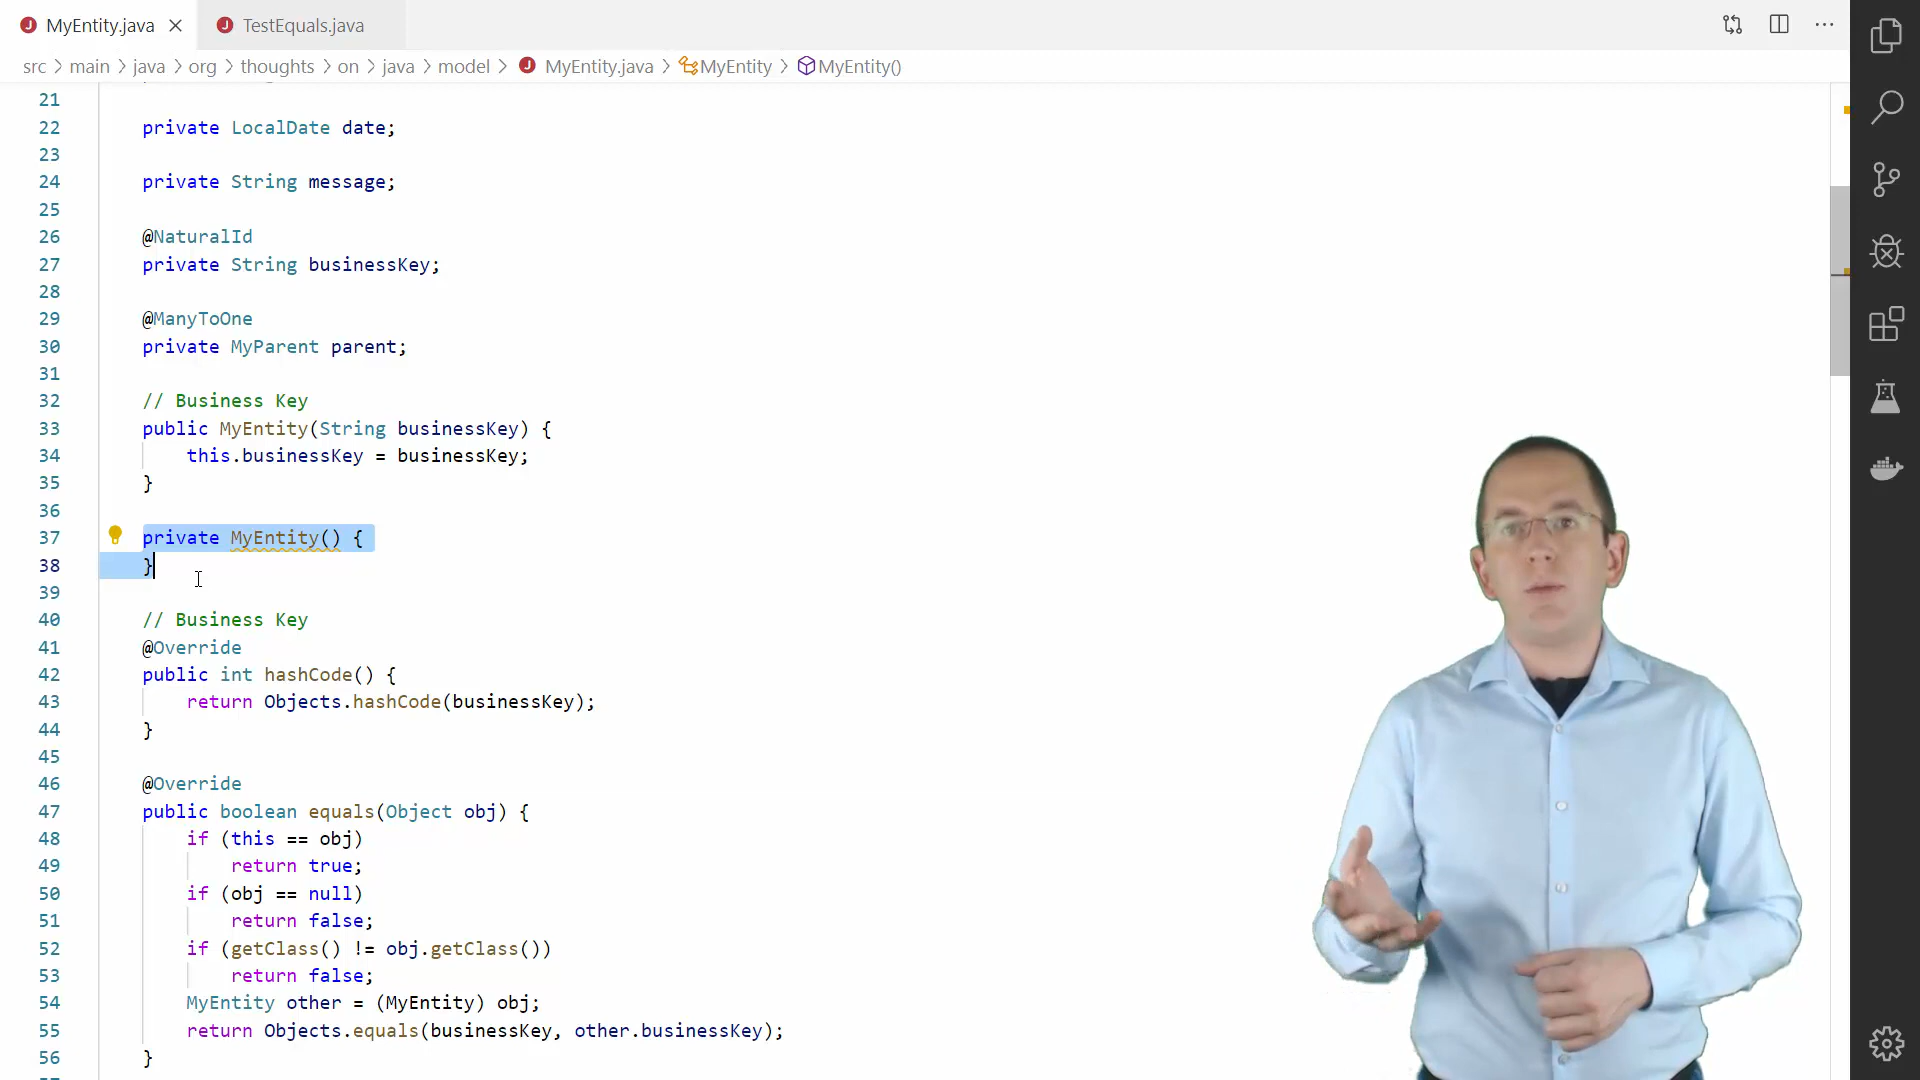 MyEntity.java
TestEquals.java
src > main > java > org > thoughts > on > java > model > MyEntity.java > MyEntity > MyEntity()
21
22 private LocalDate date;
23
24 private String message;
25
26 @NaturalId
27 private String businessKey;
28
29 @ManyToOne
30 private MyParent parent;
31
32 // Business Key
33 public MyEntity(String businessKey) {
34 this.businessKey = businessKey;
35 }
36
37 private MyEntity() {
38 }
39
40 // Business Key
41 @Override
42 public int hashCode() {
43 return Objects.hashCode(businessKey);
44 }
45
46 @Override
47 public boolean equals(Object obj) {
48 if (this == obj)
49 return true;
50 if (obj == null)
51 return false;
52 if (getClass() != obj.getClass())
53 return false;
54 MyEntity other = (MyEntity) obj;
55 return Objects.equals(businessKey, other.businessKey);
56 }